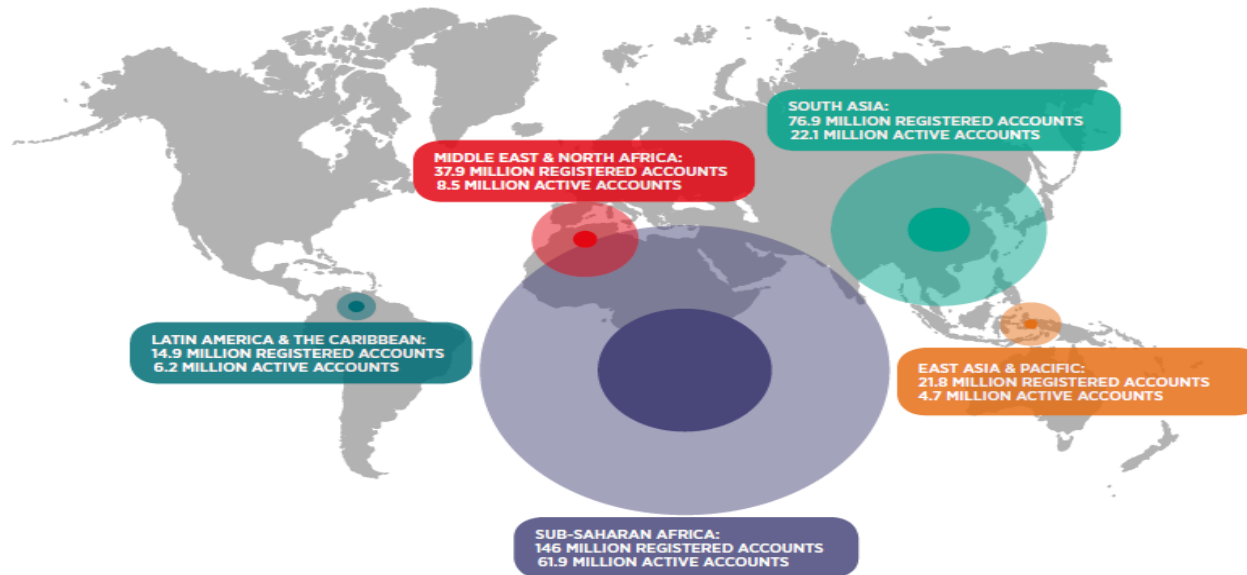 SOUTH ASIA:
76.9 MILLION REGISTERED ACCOUNTS
22.1 MILLION ACTIVE ACCOUNTS
MIDDLE EAST & NORTH AFRICA:
37.9 MILLION REGISTERED ACCOUNTS
8.5 MILLION ACTIVE ACCOUNTS
LATIN AMERICA & THE CARIBBEAN:
14.9 MILLION REGISTERED ACCOUNTS
6.2 MILLION ACTIVE ACCOUNTS
EAST ASIA & PACIFIC:
21.8 MILLION REGISTERED ACCOUNTS
4.7 MILLION ACTIVE ACCOUNTS
SUB-SAHARAN AFRICA:
146 MILLION REGISTERED ACCOUNTS
61.9 MILLION ACTIVE ACCOUNTS